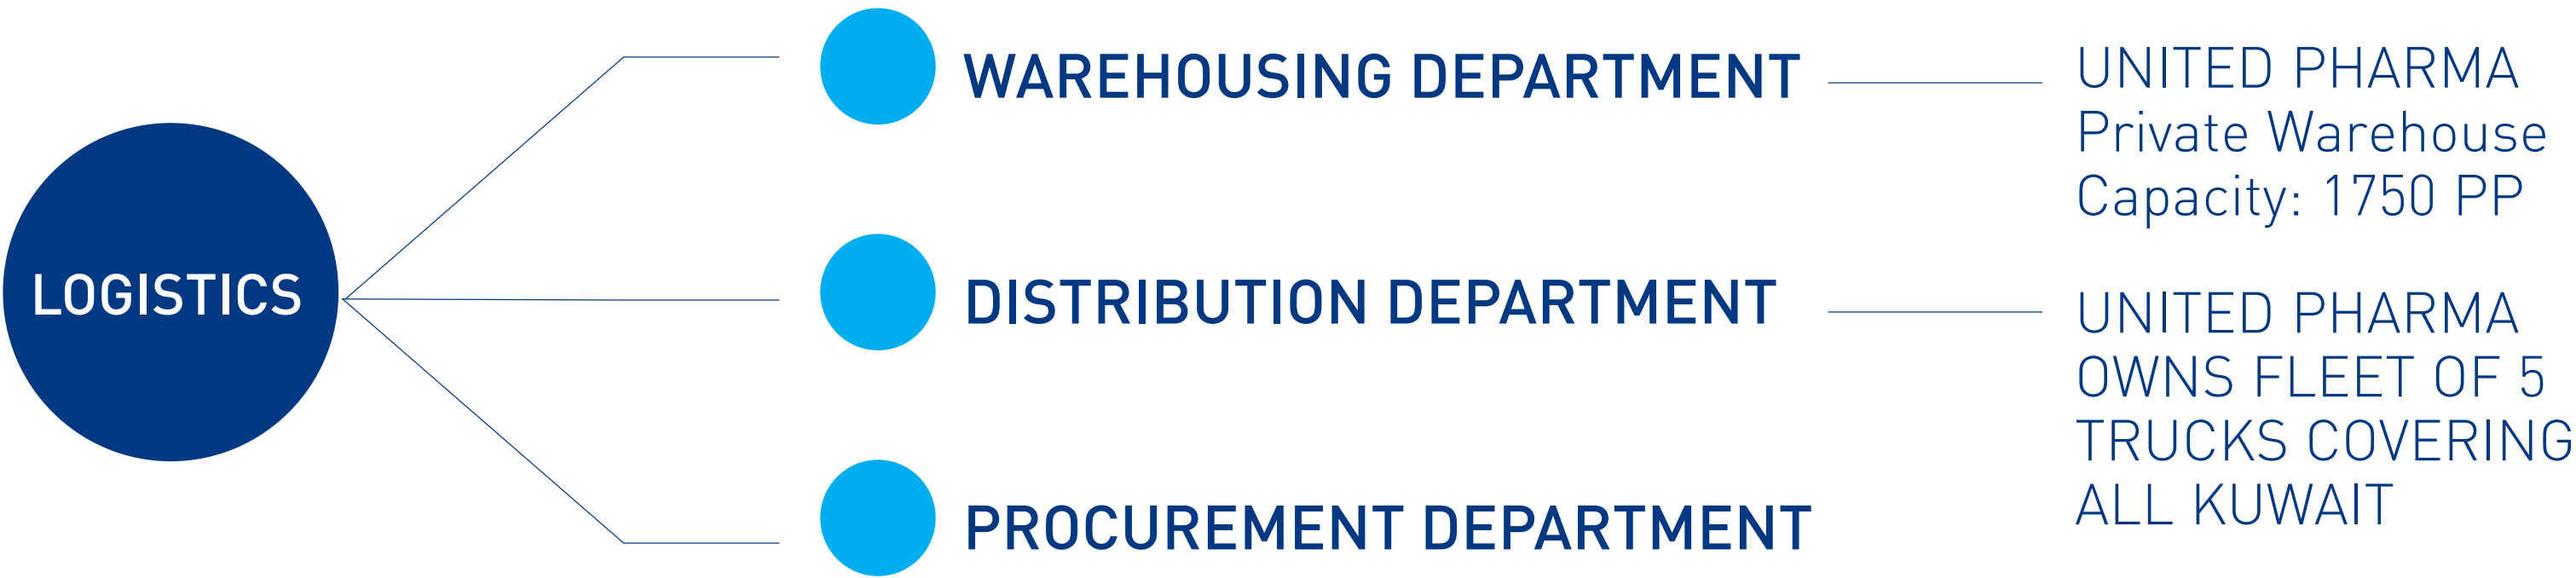 LOGISTICS
WAREHOUSING DEPARTMENT
UNITED PHARMA
Private Warehouse
Capacity: 1750 PP
DISTRIBUTION DEPARTMENT
UNITED PHARMA
OWNS FLEET OF 5
TRUCKS COVERING
ALL KUWAIT
PROCUREMENT DEPARTMENT